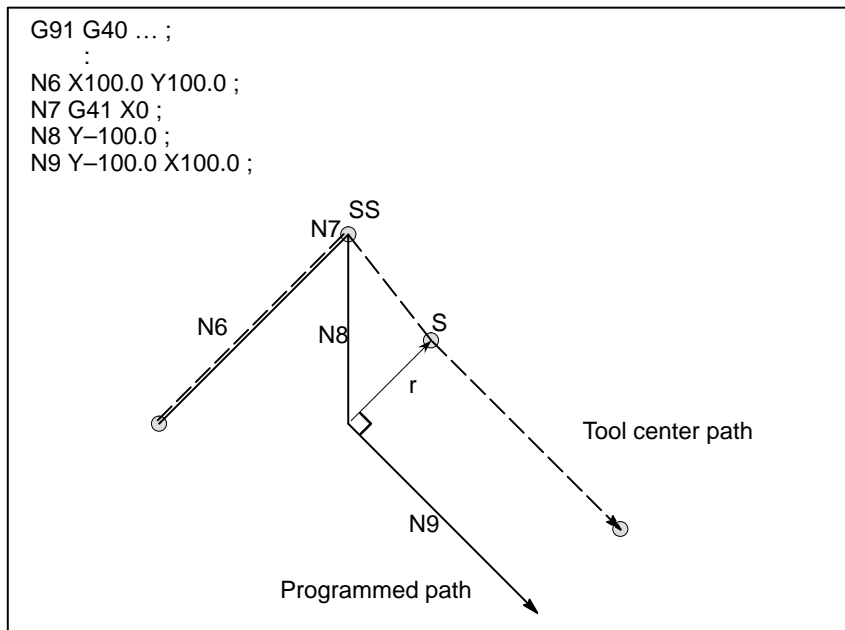 G91 G40 … ;
:
N6 X100.0 Y100.0 ;
N7 G41 X0 ;
N8 Y–100.0 ;
N9 Y–100.0 X100.0 ;
SS
N7
N6
N8
S
r
Tool center path
N9
Programmed path